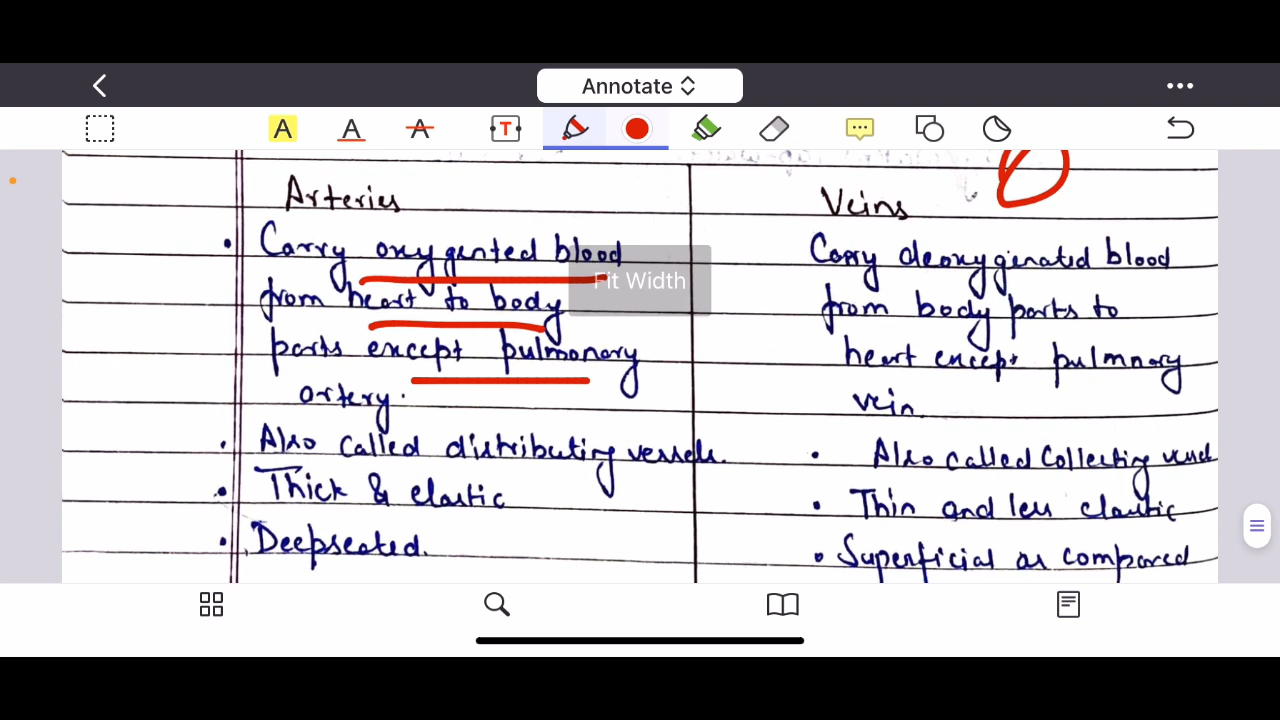 Annotate
Arteries
Carry oxygented blood
from heart to body
parts except pulmonary
artery.
Also called distributing vessels.
Thick & elastic
Deepseated.
Fit Width
Veins
Carry deoxyginated blood
from body parts to
heart except pulmnary
vein
Also called Collecting vessel
Thin and less elastic
Superficial as compared